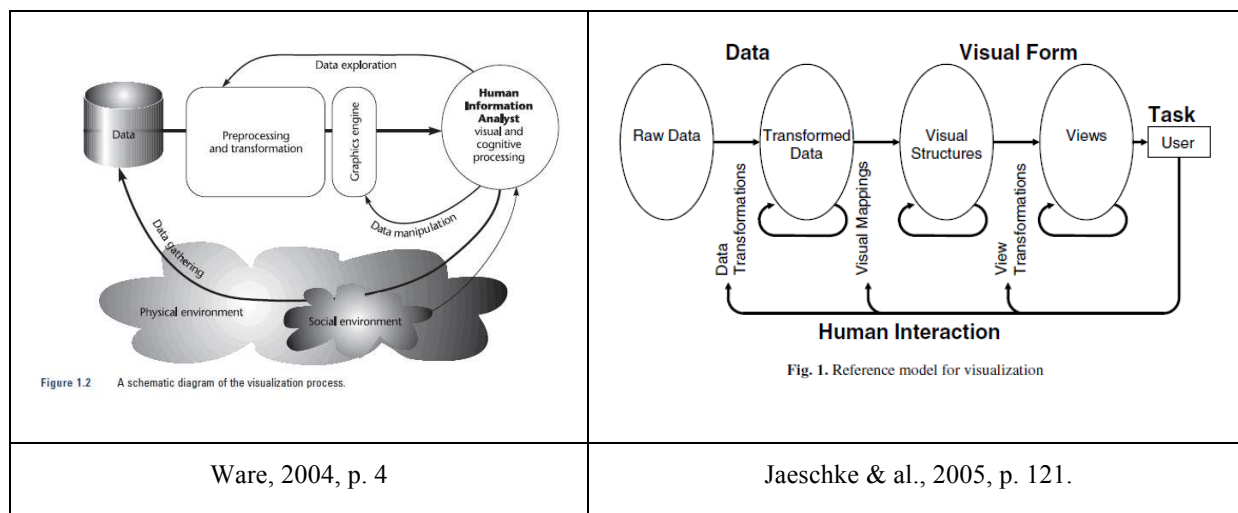 Data exploration
Data
Preprocessing
and transformation
Graphics engine
Human
Information
Analyst
visual and
cognitive
processing
Data manipulation
Data gathering
Physical environment
Social environment
Figure 1.2 A schematic diagram of the visualization process.
Ware, 2004, p. 4
Data
Visual Form
Raw Data
Transformed
Data
Visual
Structures
Views
Task
User
Data
Transformations
Visual Mappings
View
Transformations
Human Interaction
Fig. 1. Reference model for visualization
Jaeschke & al., 2005, p. 121.